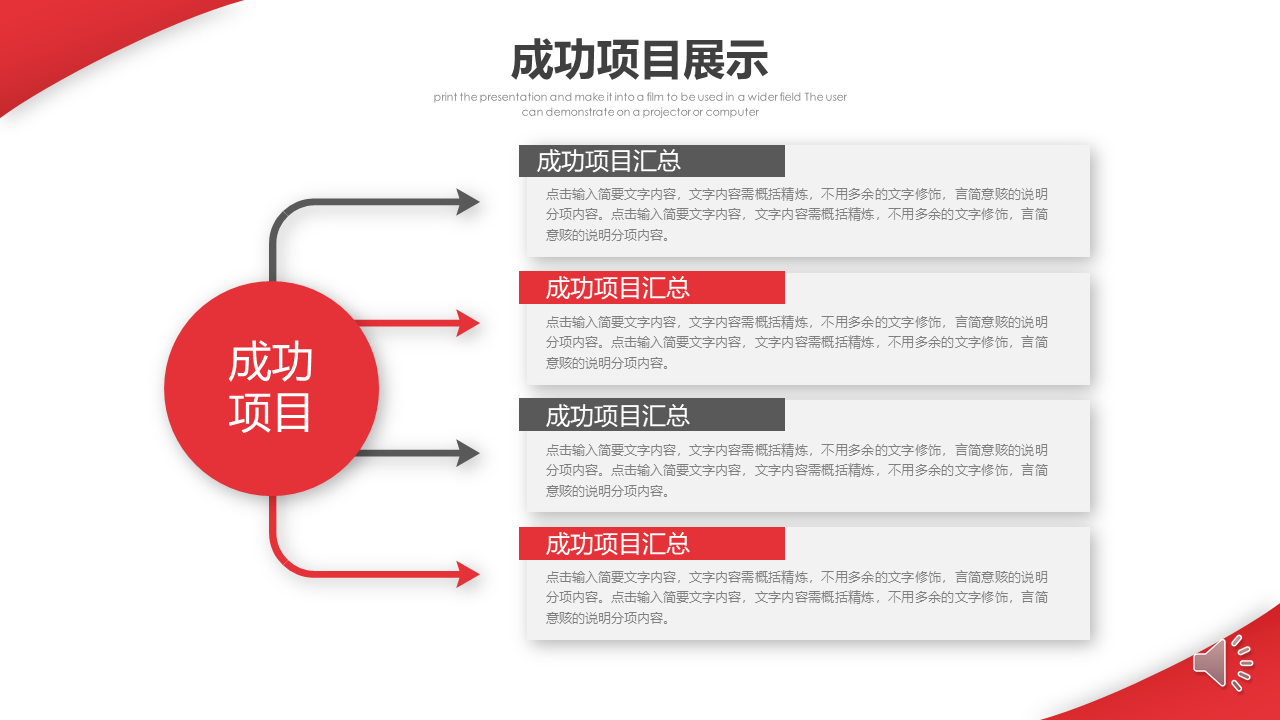 成功项目展示
print the presentation and make it into a film to be used in a wider field The user
can demonstrate on a projector or computer
成功项目汇总
点击输入简要文字内容，文字内容需概括精炼，不用多余的文字修饰，言简意赅的说明
分项内容。点击输入简要文字内容，文字内容需概括精炼，不用多余的文字修饰，言简
意赅的说明分项内容。
成功项目汇总
点击输入简要文字内容，文字内容需概括精炼，不用多余的文字修饰，言简意赅的说明
分项内容。点击输入简要文字内容，文字内容需概括精炼，不用多余的文字修饰，言简
意赅的说明分项内容。
成功
项目
成功项目汇总
点击输入简要文字内容，文字内容需概括精炼，不用多余的文字修饰，言简意赅的说明
分项内容。点击输入简要文字内容，文字内容需概括精炼，不用多余的文字修饰，言简
意赅的说明分项内容。
成功项目汇总
点击输入简要文字内容，文字内容需概括精炼，不用多余的文字修饰，言简意赅的说明
分项内容。点击输入简要文字内容，文字内容需概括精炼，不用多余的文字修饰，言简
意赅的说明分项内容。